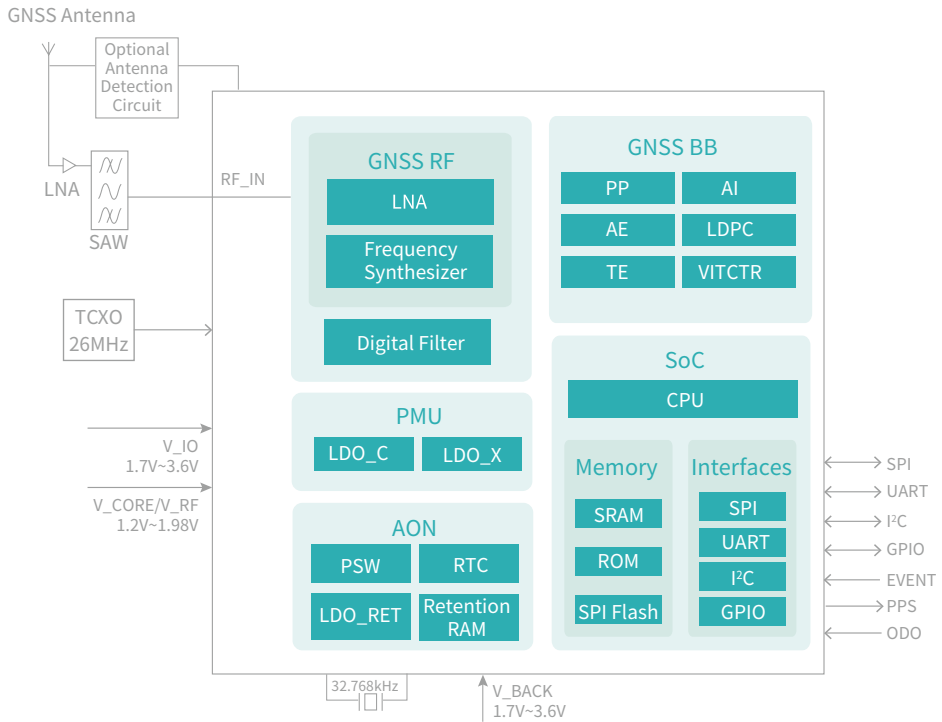 GNSS Antenna
Optional
Antenna
Detection
Circuit
LNA
SAW
RF_IN
TCXO
26MHz
V_IO
1.7V~3.6V
V_CORE/V_RF
1.2V~1.98V
GNSS RF
LNA
Frequency
Synthesizer
Digital Filter
PMU
LDO_C
LDO_X
AON
PSW
RTC
LDO_RET
Retention
RAM
GNSS BB
PP
AI
AE
LDPC
TE
VITCTR
SoC
CPU
Memory
SRAM
ROM
SPI Flash
Interfaces
SPI
UART
I²C
GPIO
SPI
UART
I²C
GPIO
EVENT
PPS
ODO
32.768kHz
V_BACK
1.7V~3.6V